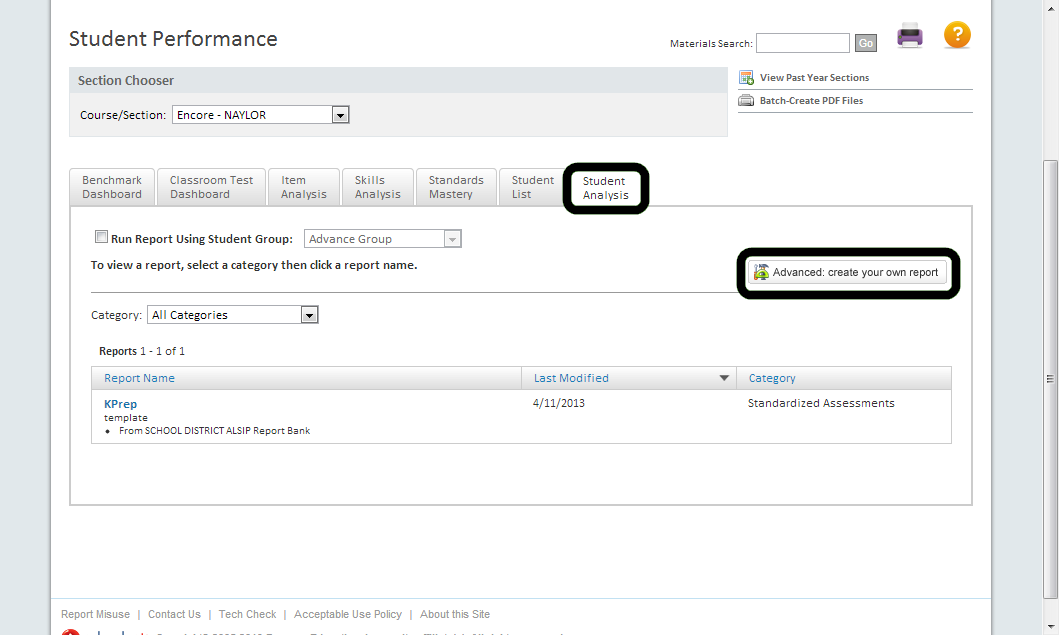 Student Performance
Materials Search:
Go
?
Section Chooser
View Past Year Sections
Batch-Create PDF Files
Course/Section: Encore - NAYLOR
Benchmark
Dashboard
Classroom Test
Dashboard
Item
Analysis
Skills
Analysis
Standards
Mastery
Student
List
Student
Analysis
Run Report Using Student Group: Advance Group
To view a report, select a category then click a report name.
Advanced: create your own report
Category: All Categories
Reports 1 - 1 of 1
Report Name Last Modified Category
KPrep 4/11/2013 Standardized Assessments
template
• From SCHOOL DISTRICT ALSIP Report Bank
Report Misuse | Contact Us | Tech Check | Acceptable Use Policy | About this Site